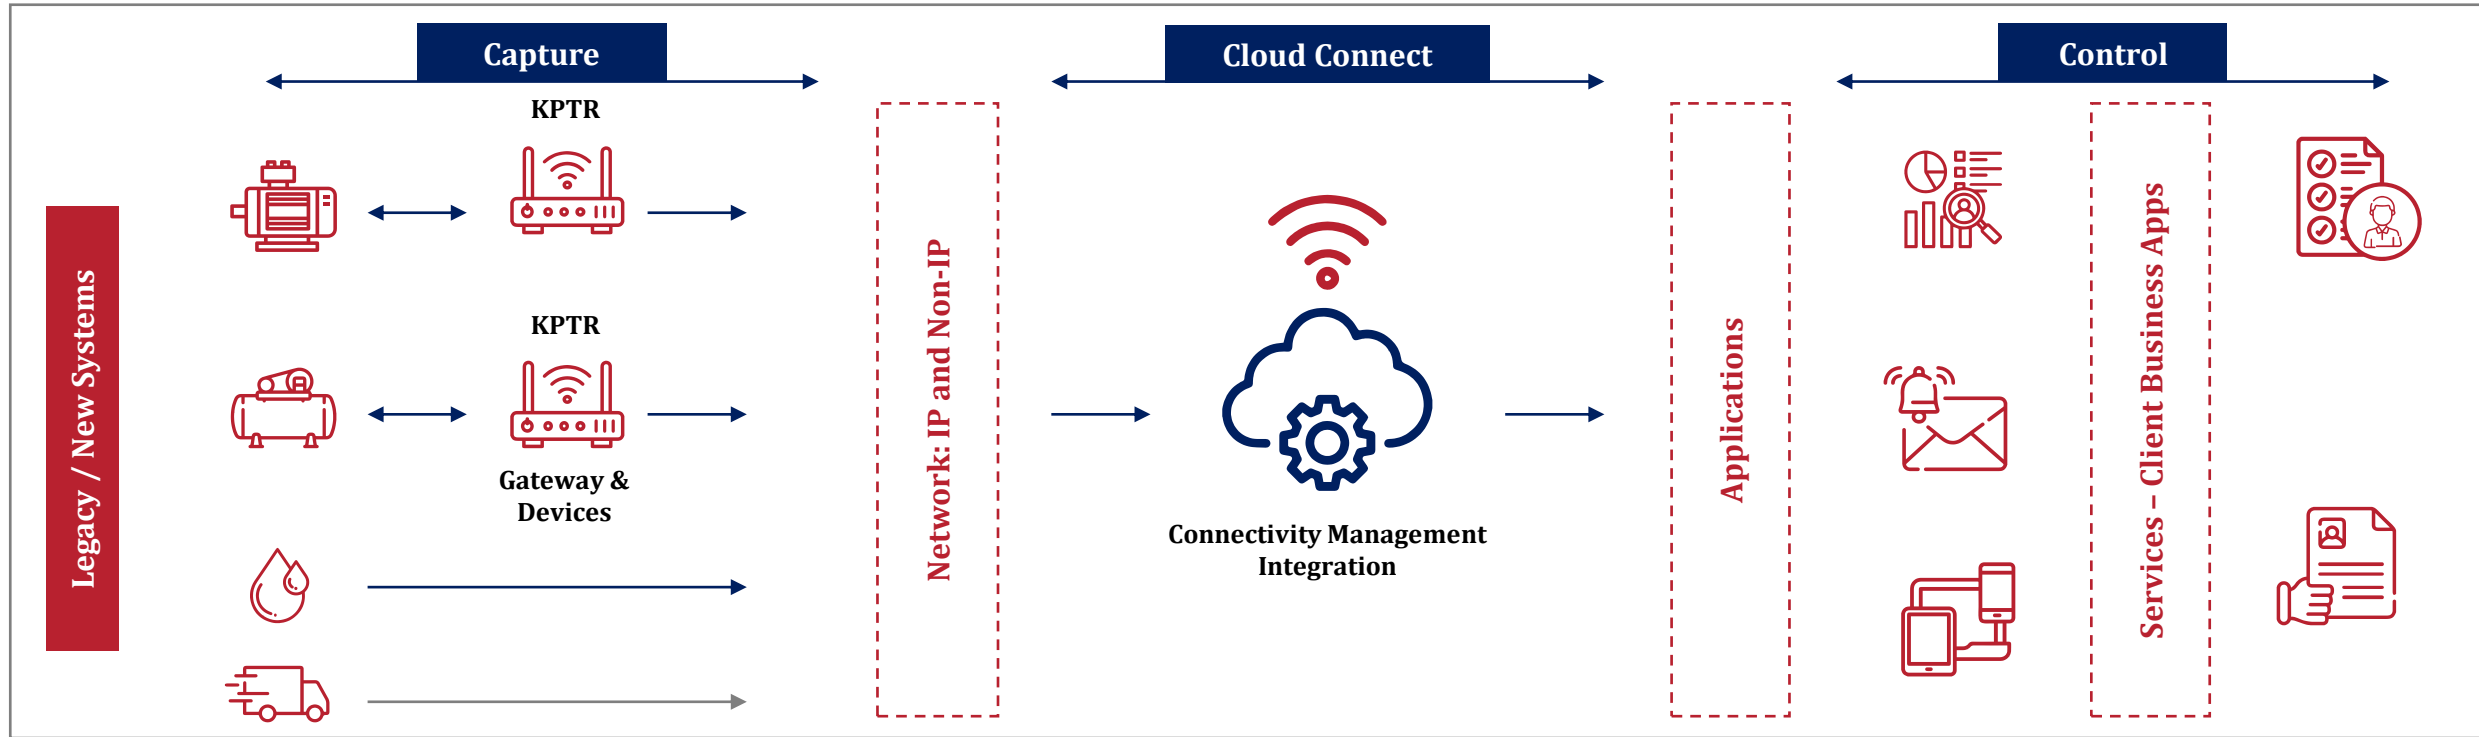 Capture
Cloud Connect
Control
Legacy / New Systems
KPTR
KPTR
Gateway &
Devices
Network: IP and Non-IP
Connectivity Management
Integration
Applications
Services – Client Business Apps